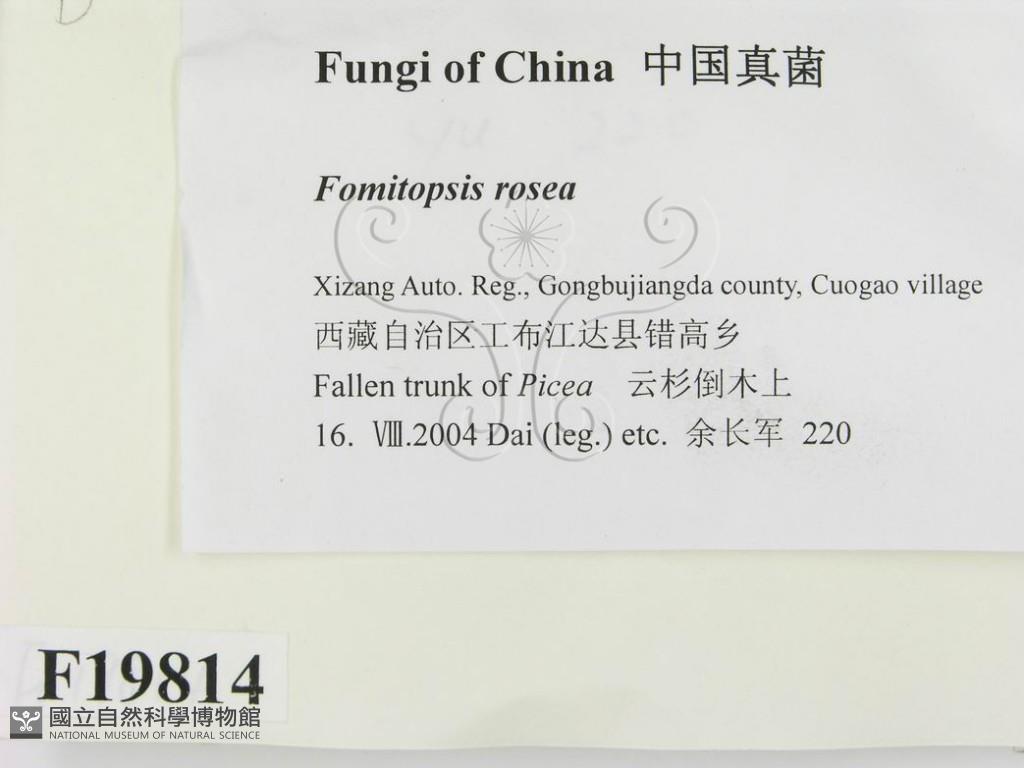 Fungi of China 中国真菌
Fomitopsis rosea
Xizang Auto. Reg., Gongbujiangda county, Cuogao village
西藏自治区工布江达县错高乡
Fallen trunk of Picea 云杉倒木上
16. Ⅷ.2004 Dai (leg.) etc. 余长军 220
F19814
國立自然科學博物館
NATIONAL MUSEUM OF NATURAL SCIENCE